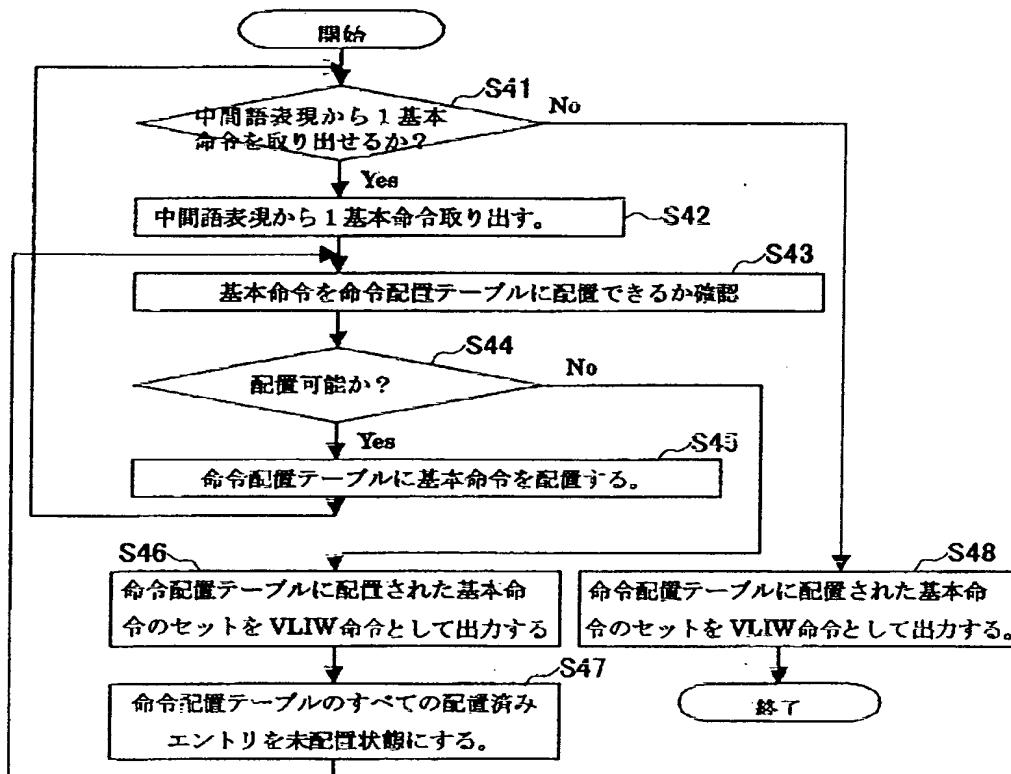 開始
S41
中間語表現から1基本
命令を取り出せるか?
No
Yes
中間語表現から1基本命令取り出す。
S42
S43
基本命令を命令配置テーブルに配置できるか確認
S44
配置可能か?
No
Yes
S45
命令配置テーブルに基本命令を配置する。
S46
命令配置テーブルに配置された基本命
令のセットをVLIW命令として出力する
S48
命令配置テーブルに配置された基本命
令のセットをVLIW命令として出力する。
S47
命令配置テーブルのすべての配置済み
エントリを未配置状態にする。
終了